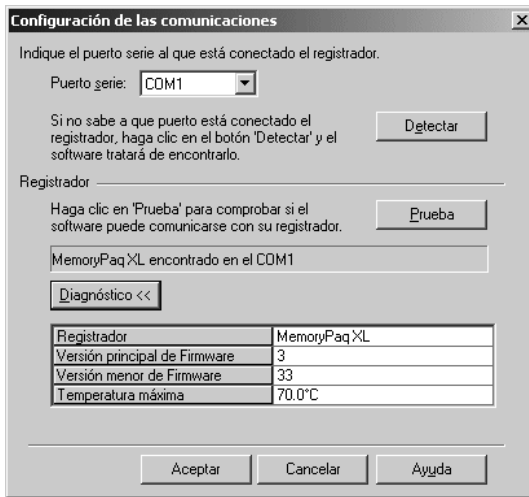 Configuración de las comunicaciones
Indique el puerto serie al que está conectado el registrador.
Puerto serie: COM1
Si no sabe a que puerto está conectado el
registrador, haga clic en el botón 'Detectar' y el
software tratará de encontrarlo.
Detectar
Registrador
Haga clic en 'Prueba' para comprobar si el
software puede comunicarse con su registrador.
Prueba
MemoryPaq XL encontrado en el COM1
Diagnóstico <<
Registrador MemoryPaq XL
Versión principal de Firmware 3
Versión menor de Firmware 33
Temperatura máxima 70.0°C
Aceptar Cancelar Ayuda